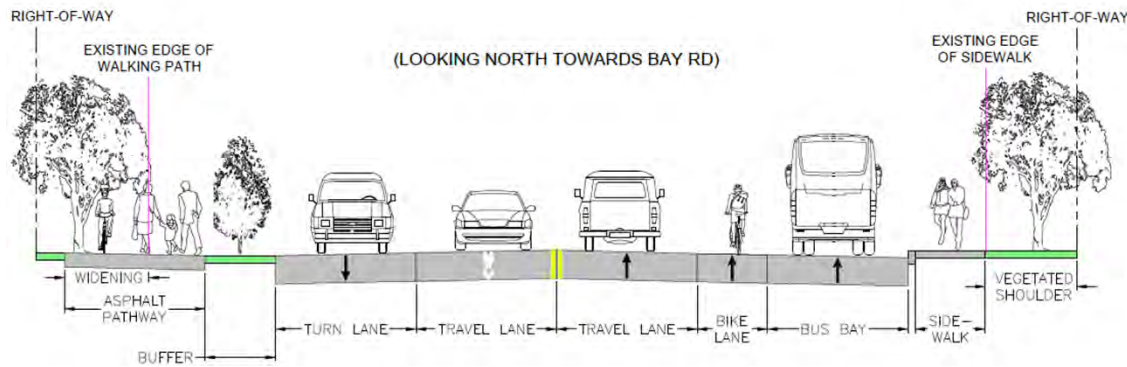 RIGHT-OF-WAY
RIGHT-OF-WAY
EXISTING EDGE OF
WALKING PATH
(LOOKING NORTH TOWARDS BAY RD)
EXISTING EDGE
OF SIDEWALK
WIDENING
ASPHALT
PATHWAY
BUFFER
TURN LANE
TRAVEL LANE
TRAVEL LANE
BIKE
LANE
BUS BAY
SIDE-
WALK
VEGETATED
SHOULDER